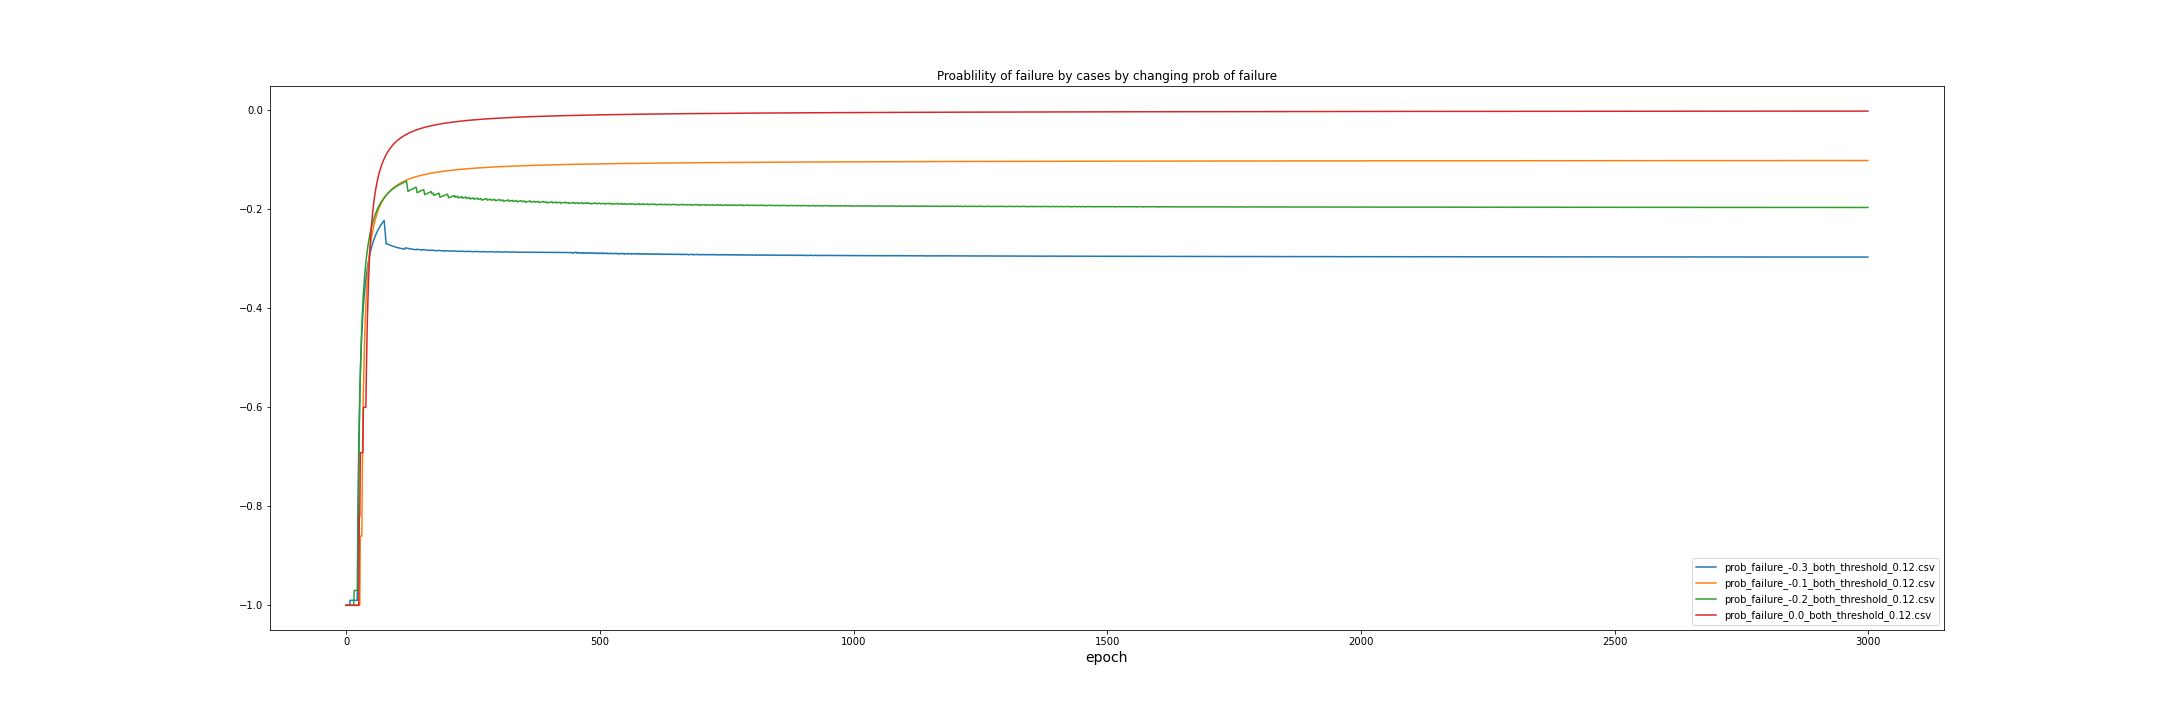 Proablility of failure by cases by changing prob of failure
0.0
−0.2
−0.4
−0.6
−0.8
−1.0
0 500 1000 1500 2000 2500 3000
epoch
prob_failure_-0.3_both_threshold_0.12.csv
prob_failure_-0.1_both_threshold_0.12.csv
prob_failure_-0.2_both_threshold_0.12.csv
prob_failure_0.0_both_threshold_0.12.csv